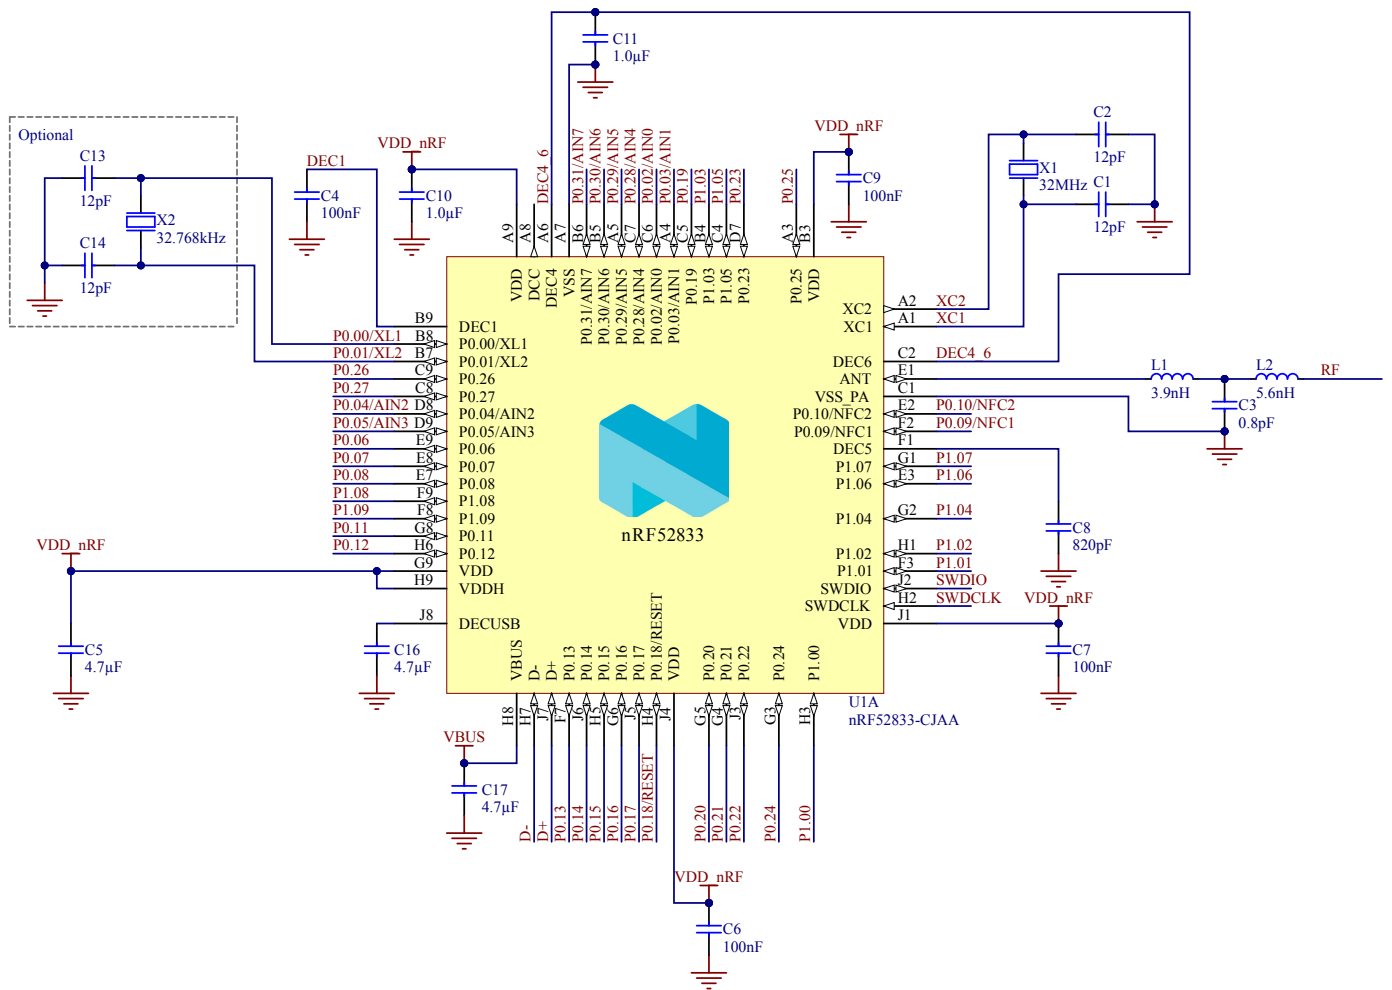 C11
1.0µF
Optional
C13
12pF
X2
32.768kHz
C14
12pF
DEC1
C4
100nF
VDD_nRF
C10
1.0µF
DEC4_6
P0.31/AIN7
P0.30/AIN6
P0.29/AIN5
P0.28/AIN4
P0.02/AIN0
P0.03/AIN1
P0.19
P1.03
P1.05
P0.23
P0.25
VDD_nRF
C9
100nF
C2
12pF
X1
32MHz
C1
12pF
A9
A8
A6
A7
B6
B5
A5
C7
C6
A4
C5
B4
C4
D7
A3
B3
VDD
DCC
DEC4
VSS
P0.31/AIN7
P0.30/AIN6
P0.29/AIN5
P0.28/AIN4
P0.02/AIN0
P0.03/AIN1
P0.19
P1.03
P1.05
P0.23
P0.25
VDD
B9 DEC1
P0.00/XL1 B8 P0.00/XL1
P0.01/XL2 B7 P0.01/XL2
P0.26 C9 P0.26
P0.27 C8 P0.27
P0.04/AIN2 D8 P0.04/AIN2
P0.05/AIN3 D9 P0.05/AIN3
P0.06 E9 P0.06
P0.07 E8 P0.07
P0.08 E7 P0.08
P1.08 F9 P1.08
P1.09 F8 P1.09
P0.11 G8 P0.11
P0.12 H6 P0.12
G9 VDD
H9 VDDH
J8 DECUSB
VDD_nRF
C5
4.7µF
C16
4.7µF
nRF52833
XC2 A2 XC2
XC1 A1 XC1
DEC6 C2 DEC4_6
ANT E1
VSS_PA C1
P0.10/NFC2 E2 P0.10/NFC2
P0.09/NFC1 F2 P0.09/NFC1
DEC5 F1
P1.07 G1 P1.07
P1.06 E3 P1.06
P1.04 G2 P1.04
P1.02 H1 P1.02
P1.01 F3 P1.01
SWDIO J2 SWDIO
SWDCLK H2 SWDCLK
VDD J1
L1
3.9nH
L2
5.6nH
RF
C3
0.8pF
C8
820pF
VDD_nRF
C7
100nF
VBUS
D-
D+
P0.13
P0.14
P0.15
P0.16
P0.17
P0.18/RESET
VDD
P0.20
P0.21
P0.22
P0.24
P1.00
U1A
nRF52833-CJAA
H8
H7
J7
F7
J6
H5
G6
J5
H4
J4
G5
G4
J3
G3
H3
VBUS
C17
4.7µF
D-
D+
P0.13
P0.14
P0.15
P0.16
P0.17
P0.18/RESET
P0.20
P0.21
P0.22
P0.24
P1.00
VDD_nRF
C6
100nF